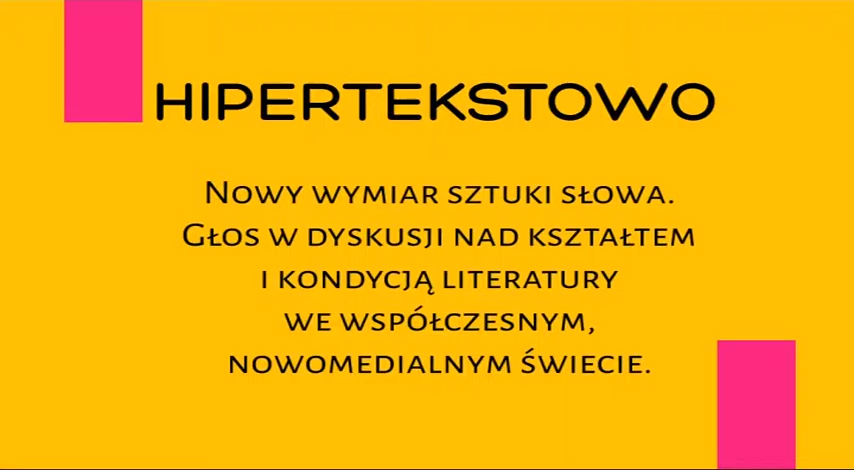 HIPERTEKSTOWO
Nowy wymiar sztuki słowa.
Głos w dyskusji nad kształtem
i kondycją literatury
we współczesnym,
nowomedialnym świecie.